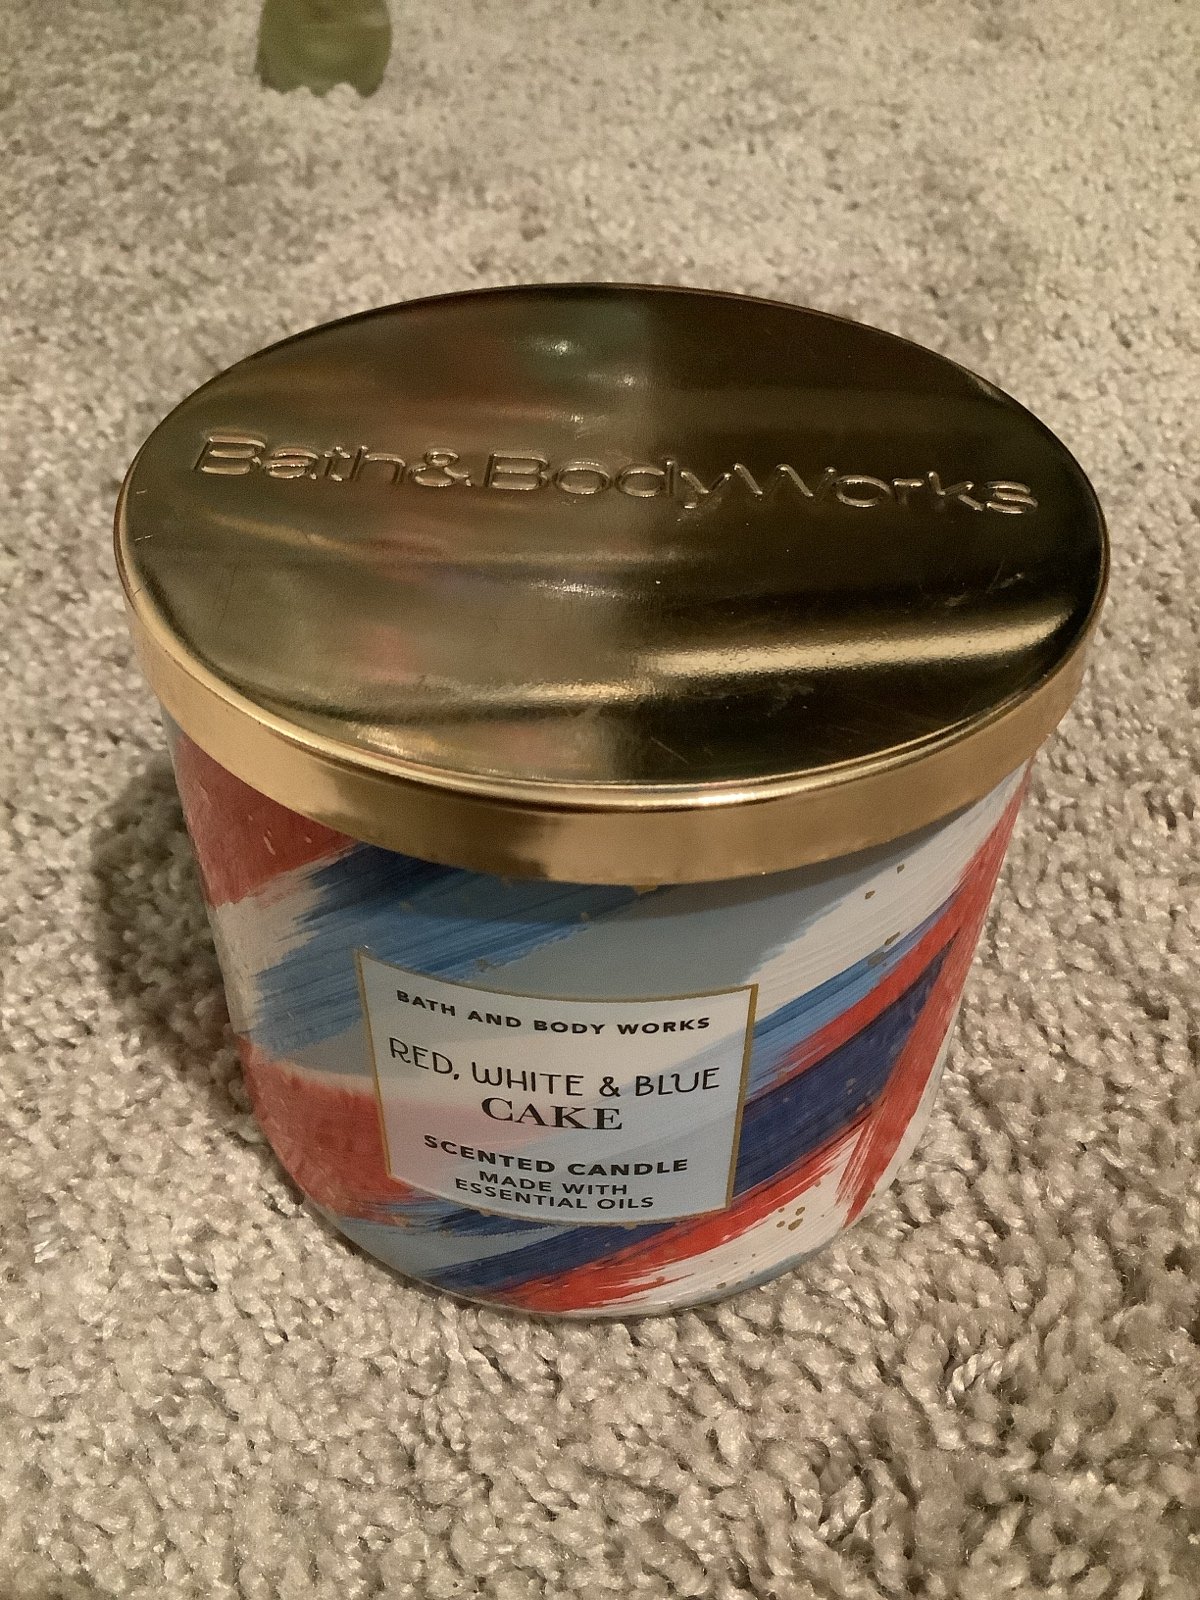 Bath&BodyWorks
BATH AND BODY WORKS
RED, WHITE & BLUE
CAKE
SCENTED CANDLE
MADE WITH
ESSENTIAL OILS